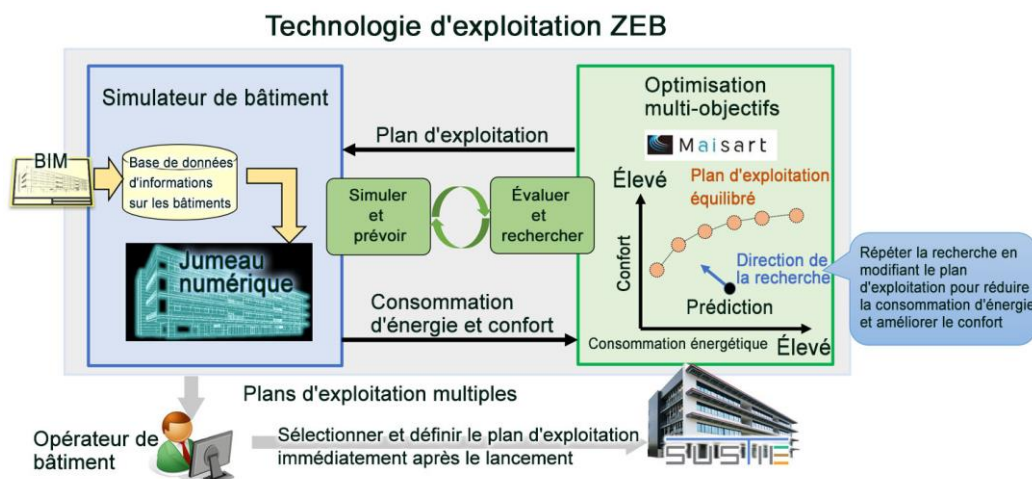 Technologie d'exploitation ZEB
Simulateur de bâtiment
BIM
Base de données
d'informations
sur les bâtiments
Jumeau
numérique
Plan d'exploitation
Simuler
et
prévoir
Évaluer
et
rechercher
Consommation
d'énergie et confort
Optimisation
multi-objectifs
Maisart
Élevé
Plan d'exploitation
équilibré
Confort
Direction de
la recherche
Prédiction
Consommation énergétique
Élevé
Répéter la recherche en
modifiant le plan
d'exploitation pour réduire
la consommation d'énergie
et améliorer le confort
Plans d'exploitation multiples
Opérateur de
bâtiment
Sélectionner et définir le plan d'exploitation
immédiatement après le lancement
SUSTIE